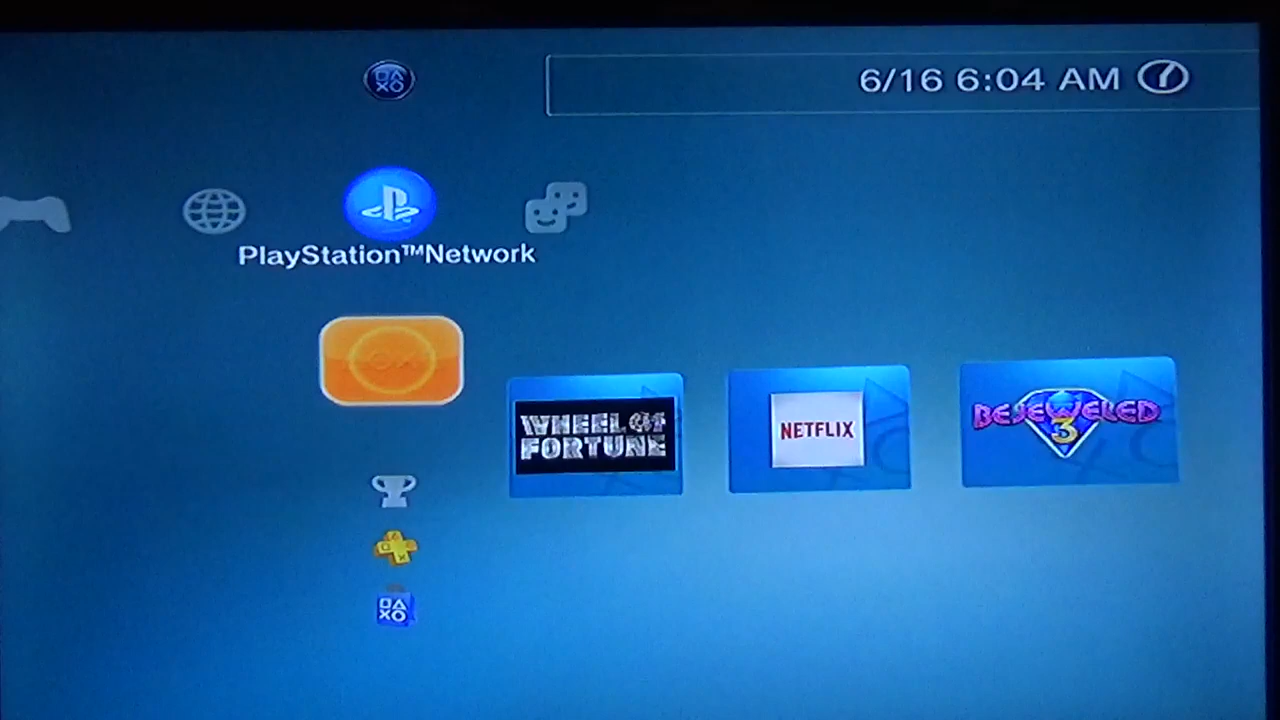 6/16 6:04 AM
PlayStation™Network
WHEEL OF
FORTUNE
NETFLIX
BEJEWELED
3